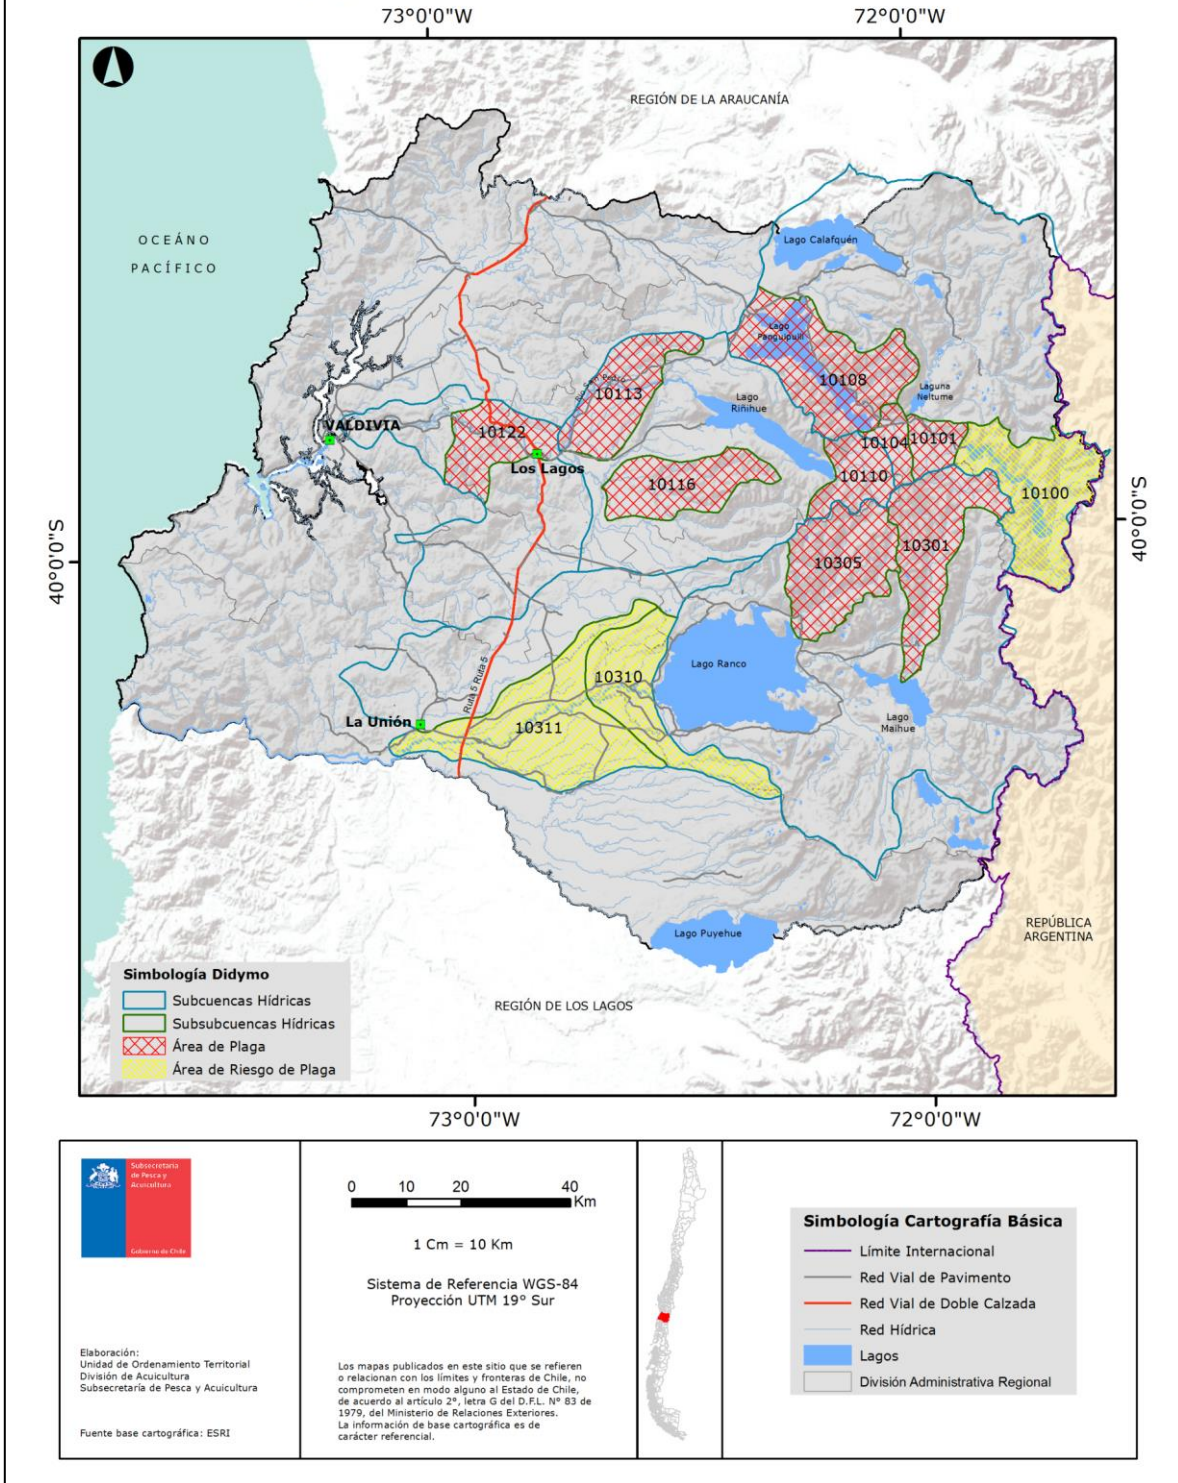 73°0'0"W
72°0'0"W
REGIÓN DE LA ARAUCANÍA
OCEÁNO
PACÍFICO
Lago Calafquén
Lago
Panguipulli
10108
Laguna
Neltume
10113
Lago
Riñihue
VALDIVIA
10122
Los Lagos
10104
10101
10110
10116
10100
40°0'0"S
40°0'0"S
10301
10305
Lago Ranco
10310
Ruta 5 Ruta 5
La Unión
10311
Lago
Maihue
REPÚBLICA
ARGENTINA
Lago Puyehue
REGIÓN DE LOS LAGOS
Simbología Didymo
Subcuencas Hídricas
Subsubcuencas Hídricas
Área de Plaga
Área de Riesgo de Plaga
73°0'0"W
72°0'0"W
Subsecretaría
de Pesca y
Acuicultura
Gobierno de Chile
Elaboración:
Unidad de Ordenamiento Territorial
División de Acuicultura
Subsecretaría de Pesca y Acuicultura
Fuente base cartográfica: ESRI
0 10 20 40
Km
1 Cm = 10 Km
Sistema de Referencia WGS-84
Proyección UTM 19° Sur
Los mapas publicados en este sitio que se refieren
o relacionan con los límites y fronteras de Chile, no
comprometen en modo alguno al Estado de Chile,
de acuerdo al artículo 2°, letra G del D.F.L. N° 83 de
1979, del Ministerio de Relaciones Exteriores.
La información de base cartográfica es de
carácter referencial.
Simbología Cartografía Básica
Límite Internacional
Red Vial de Pavimento
Red Vial de Doble Calzada
Red Hídrica
Lagos
División Administrativa Regional